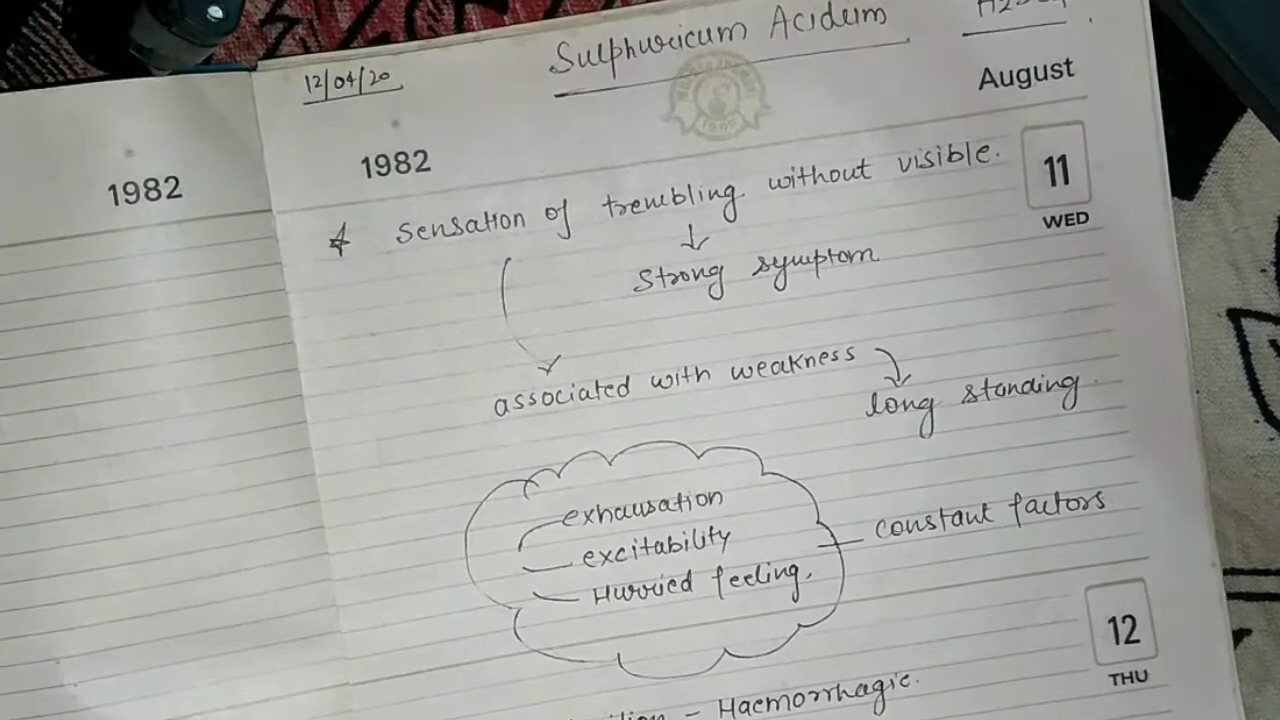 Sulphuricum Acidum
12/04/20
August
1982
1982
11
WED
sensation of trembling without visible.
↓
Strong symptom
associated with weakness
long standing
exhausation
excitability
Hurried feeling.
constant factors
12
THU
– Haemorrhagic.